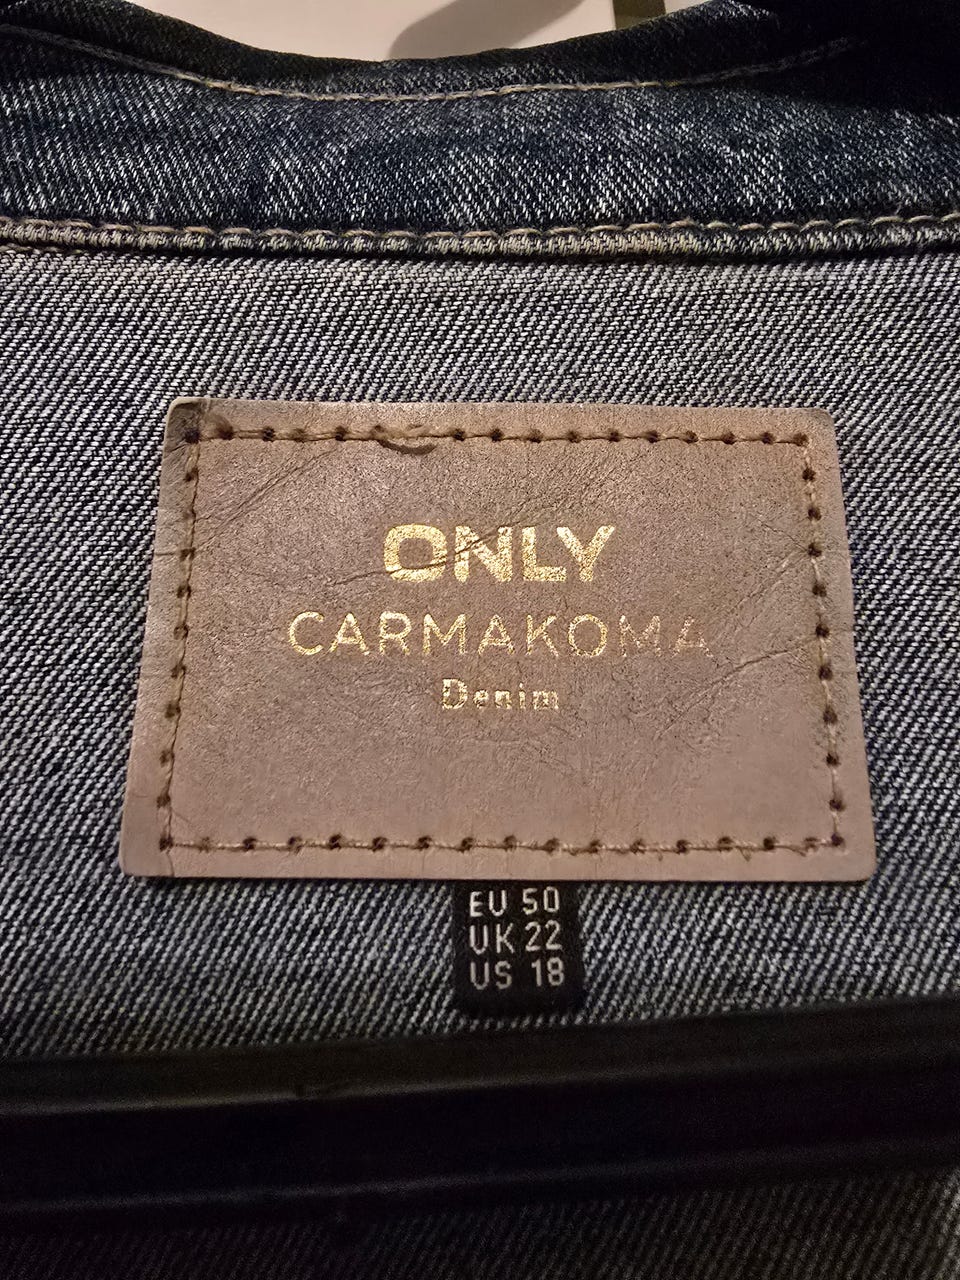 ONLY
CARMAKOMA
Denim
EU 50
UK 22
US 18